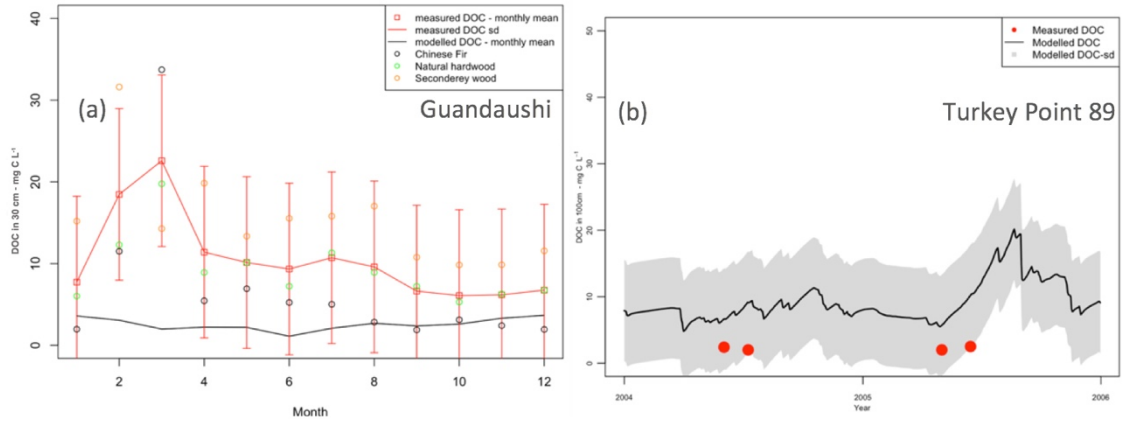 40
30
20
10
0
DOC in 30 cm - mg C L⁻¹
(a)
measured DOC - monthly mean
measured DOC sd
modelled DOC - monthly mean
Chinese Fir
Natural hardwood
Seconderey wood
Guandaushi
2
4
6
8
10
12
Month
50
40
30
20
10
0
DOC in 100cm - mg C L⁻¹
(b)
Measured DOC
Modelled DOC
Modelled DOC-sd
Turkey Point 89
2004
2005
2006
Year